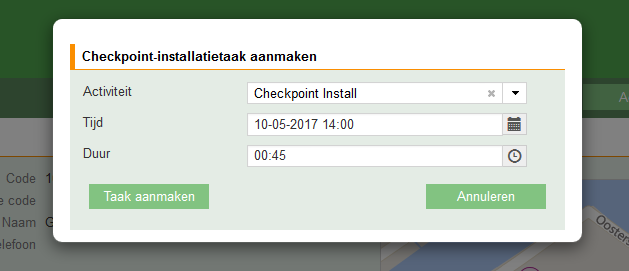 Checkpoint-installatietaak aanmaken
Activiteit Checkpoint Install
Tijd 10-05-2017 14:00
Duur 00:45
Taak aanmaken Annuleren
A
Code 1
e code
Naam G
elefoon
Oosters